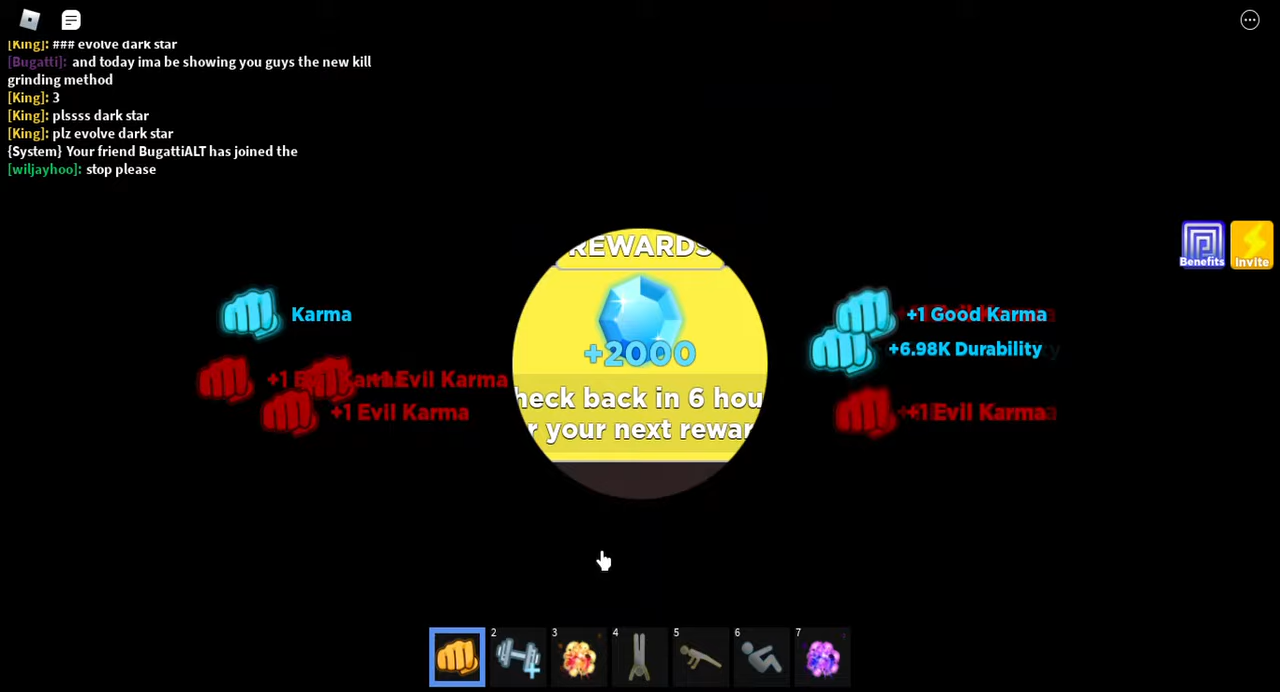 [King]: ### evolve dark star
[Bugatti]: and today ima be showing you guys the new kill
grinding method
[King]: 3
[King]: plssss dark star
[King]: plz evolve dark star
{System} Your friend BugattiALT has joined the
[wiljayhoo]: stop please
Benefits
Invite
REWARDS
+2000
heck back in 6 hou
r your next rewar
Karma
+1 Evil Karma
+1 Evil Karma
+1 Evil Karma
+1 Good Karma
+6.98K Durability
+1 Evil Karma
2
3
4
5
6
7